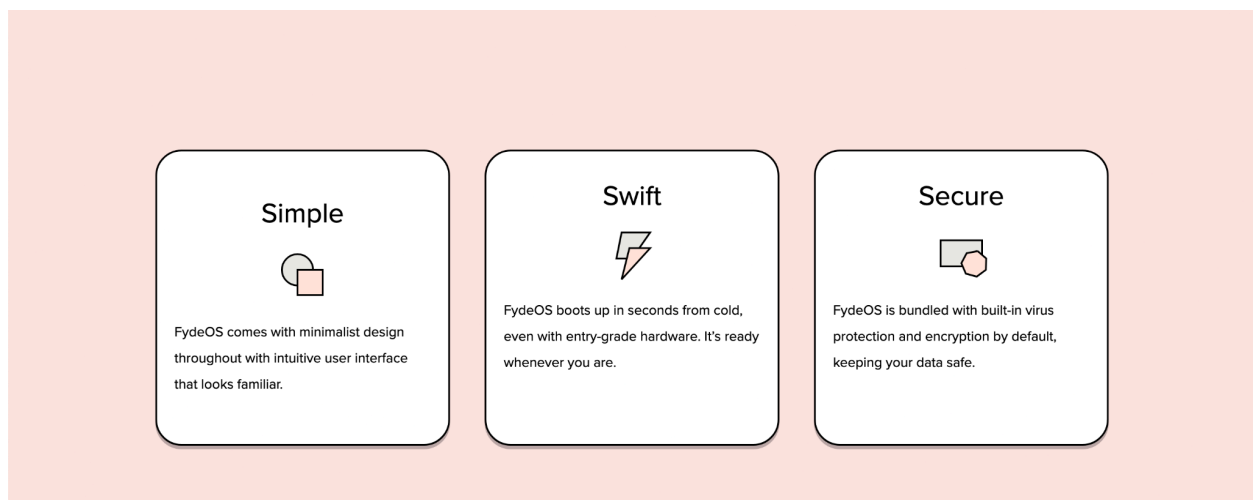 Simple
FydeOS comes with minimalist design
throughout with intuitive user interface
that looks familiar.
Swift
FydeOS boots up in seconds from cold,
even with entry-grade hardware. It's ready
whenever you are.
Secure
FydeOS is bundled with built-in virus
protection and encryption by default,
keeping your data safe.